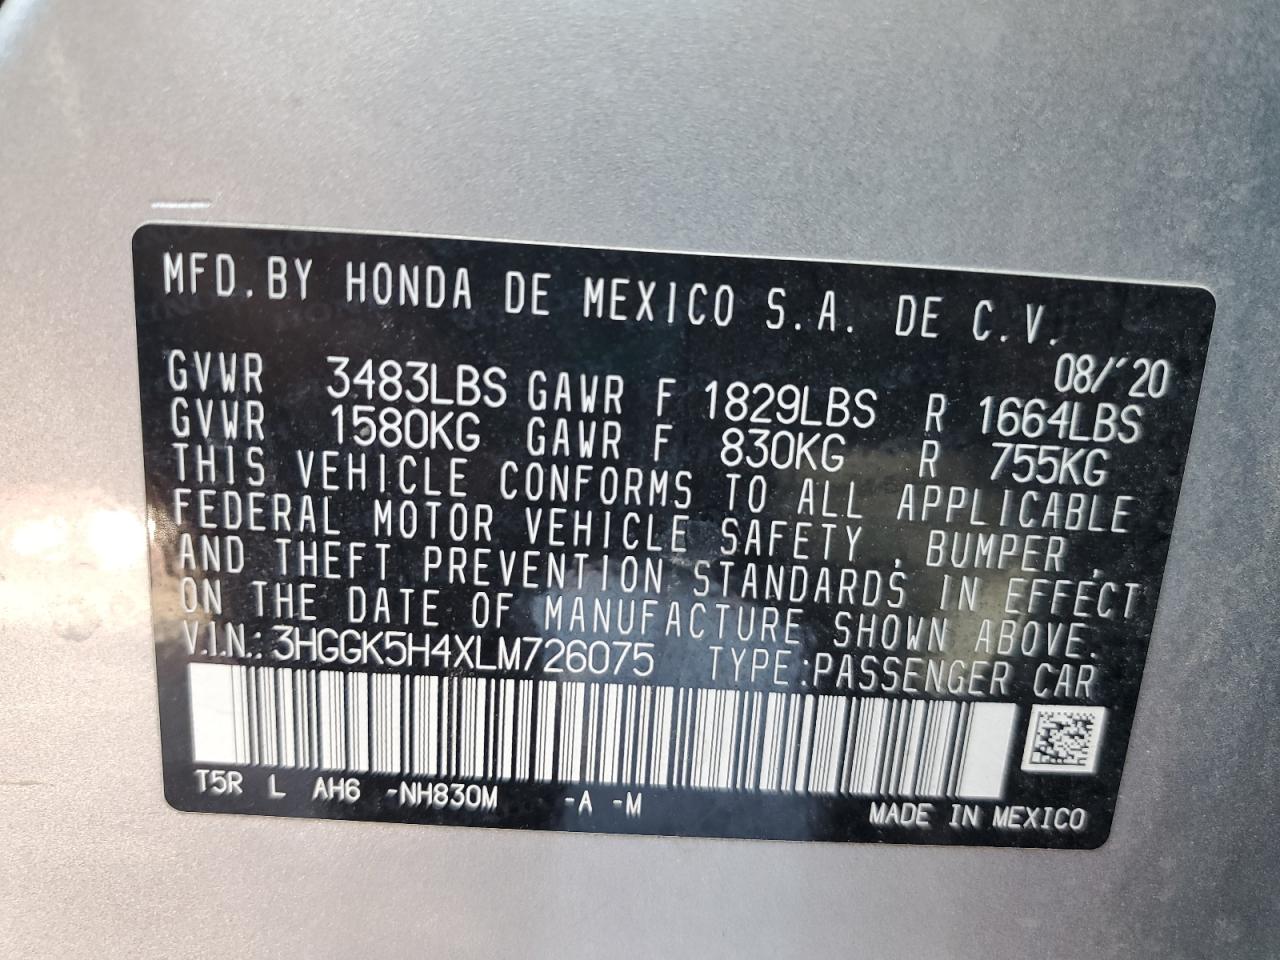 MFD. BY HONDA DE MEXICO S.A. DE C.V.
08/'20
GVWR 3483LBS GAWR F 1829LBS R 1664LBS
GVWR 1580KG GAWR F 830KG R 755KG
THIS VEHICLE CONFORMS TO ALL APPLICABLE
FEDERAL MOTOR VEHICLE SAFETY , BUMPER ,
AND THEFT PREVENTION STANDARDS IN EFFECT
ON THE DATE OF MANUFACTURE SHOWN ABOVE.
V.I.N.: 3HGGK5H4XLM726075 TYPE:PASSENGER CAR
T5R L AH6 -NH830M -A -M
MADE IN MEXICO